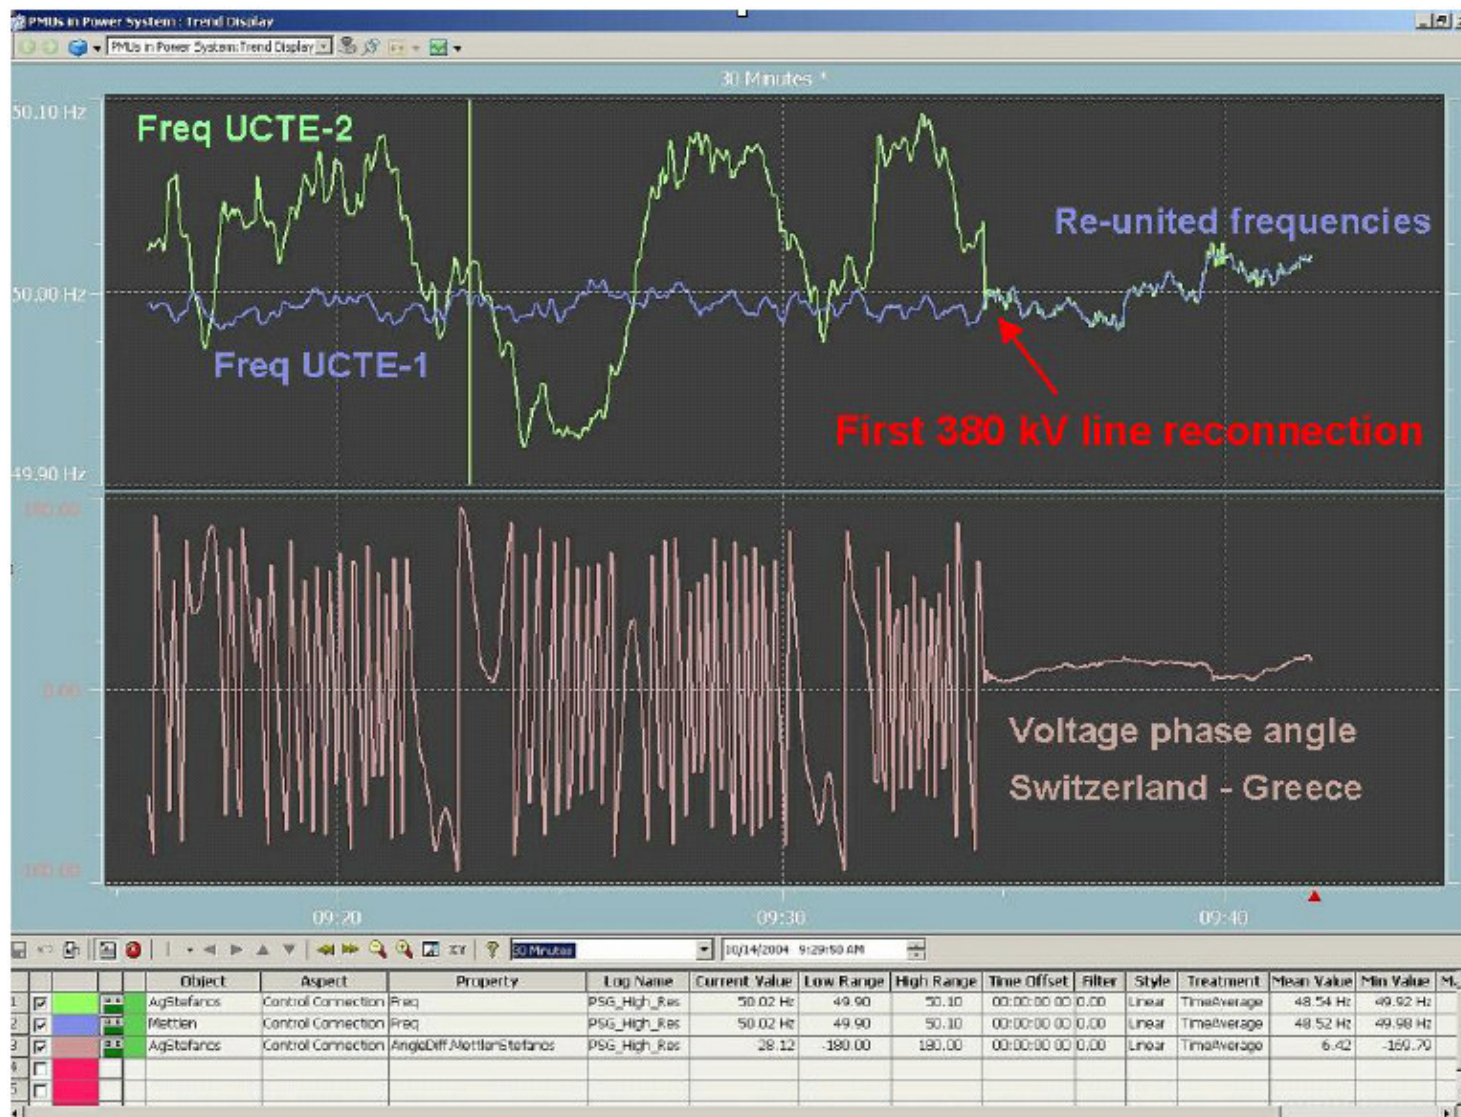 PMUs in Power System : Trend Display
PMUs in Power System:Trend Display
30 Minutes *
50.10 Hz
Freq UCTE-2
Re-united frequencies
50.00 Hz
Freq UCTE-1
First 380 kV line reconnection
49.90 Hz
180.00
0.00
Voltage phase angle
Switzerland - Greece
09:20 09:30 09:40
XY ? 30 Minutes 10/14/2004 9:29:50 AM
Object Aspect Property Log Name Current Value Low Range High Range Time Offset Filter Style Treatment Mean Value Min Value
1 AgStefanos Control Connection Freq PSG_High_Res 50.02 Hz 49.90 50.10 00:00:00 00 0.00 Linear TimeAverage 48.54 Hz 49.92 Hz
2 Mettlen Control Connection Freq PSG_High_Res 50.02 Hz 49.90 50.10 00:00:00 00 0.00 Linear TimeAverage 48.52 Hz 49.98 Hz
3 AgStefanos Control Connection AngleDiff.MettlenStefanos PSG_High_Res 28.12 -180.00 180.00 00:00:00 00 0.00 Linear TimeAverage 6.42 -169.79
4
5